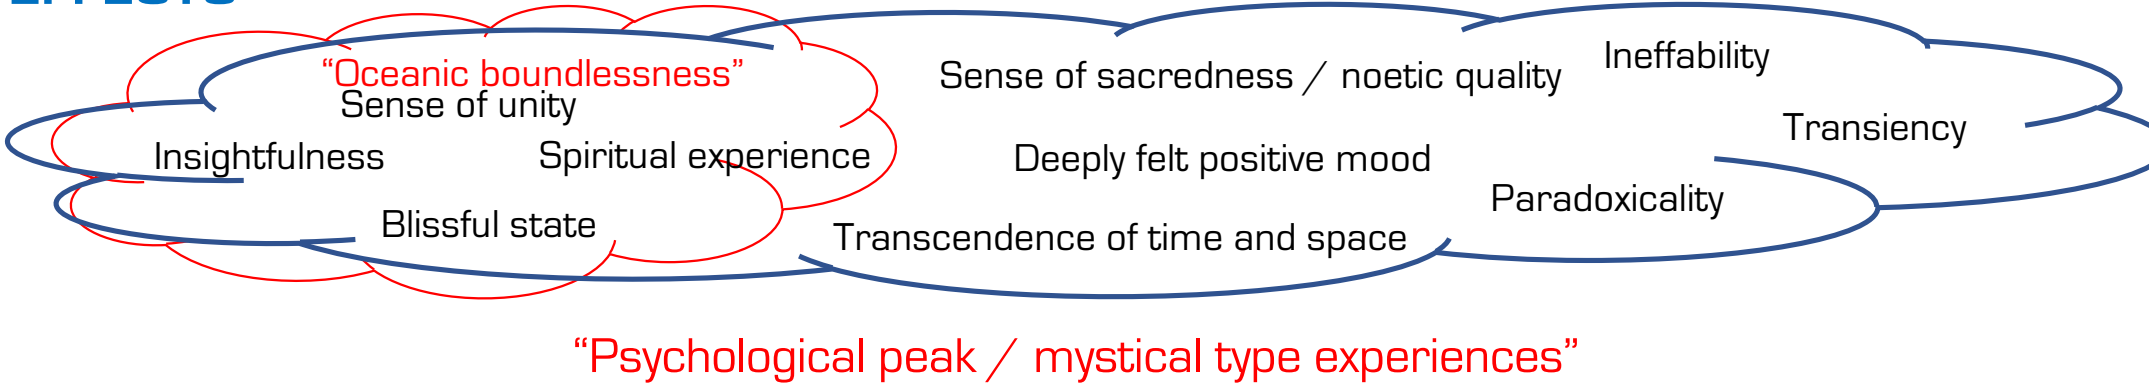 “Oceanic boundlessness”
Sense of unity
Insightfulness
Spiritual experience
Blissful state
Sense of sacredness / noetic quality
Ineffability
Transiency
Deeply felt positive mood
Paradoxicality
Transcendence of time and space
“Psychological peak / mystical type experiences”